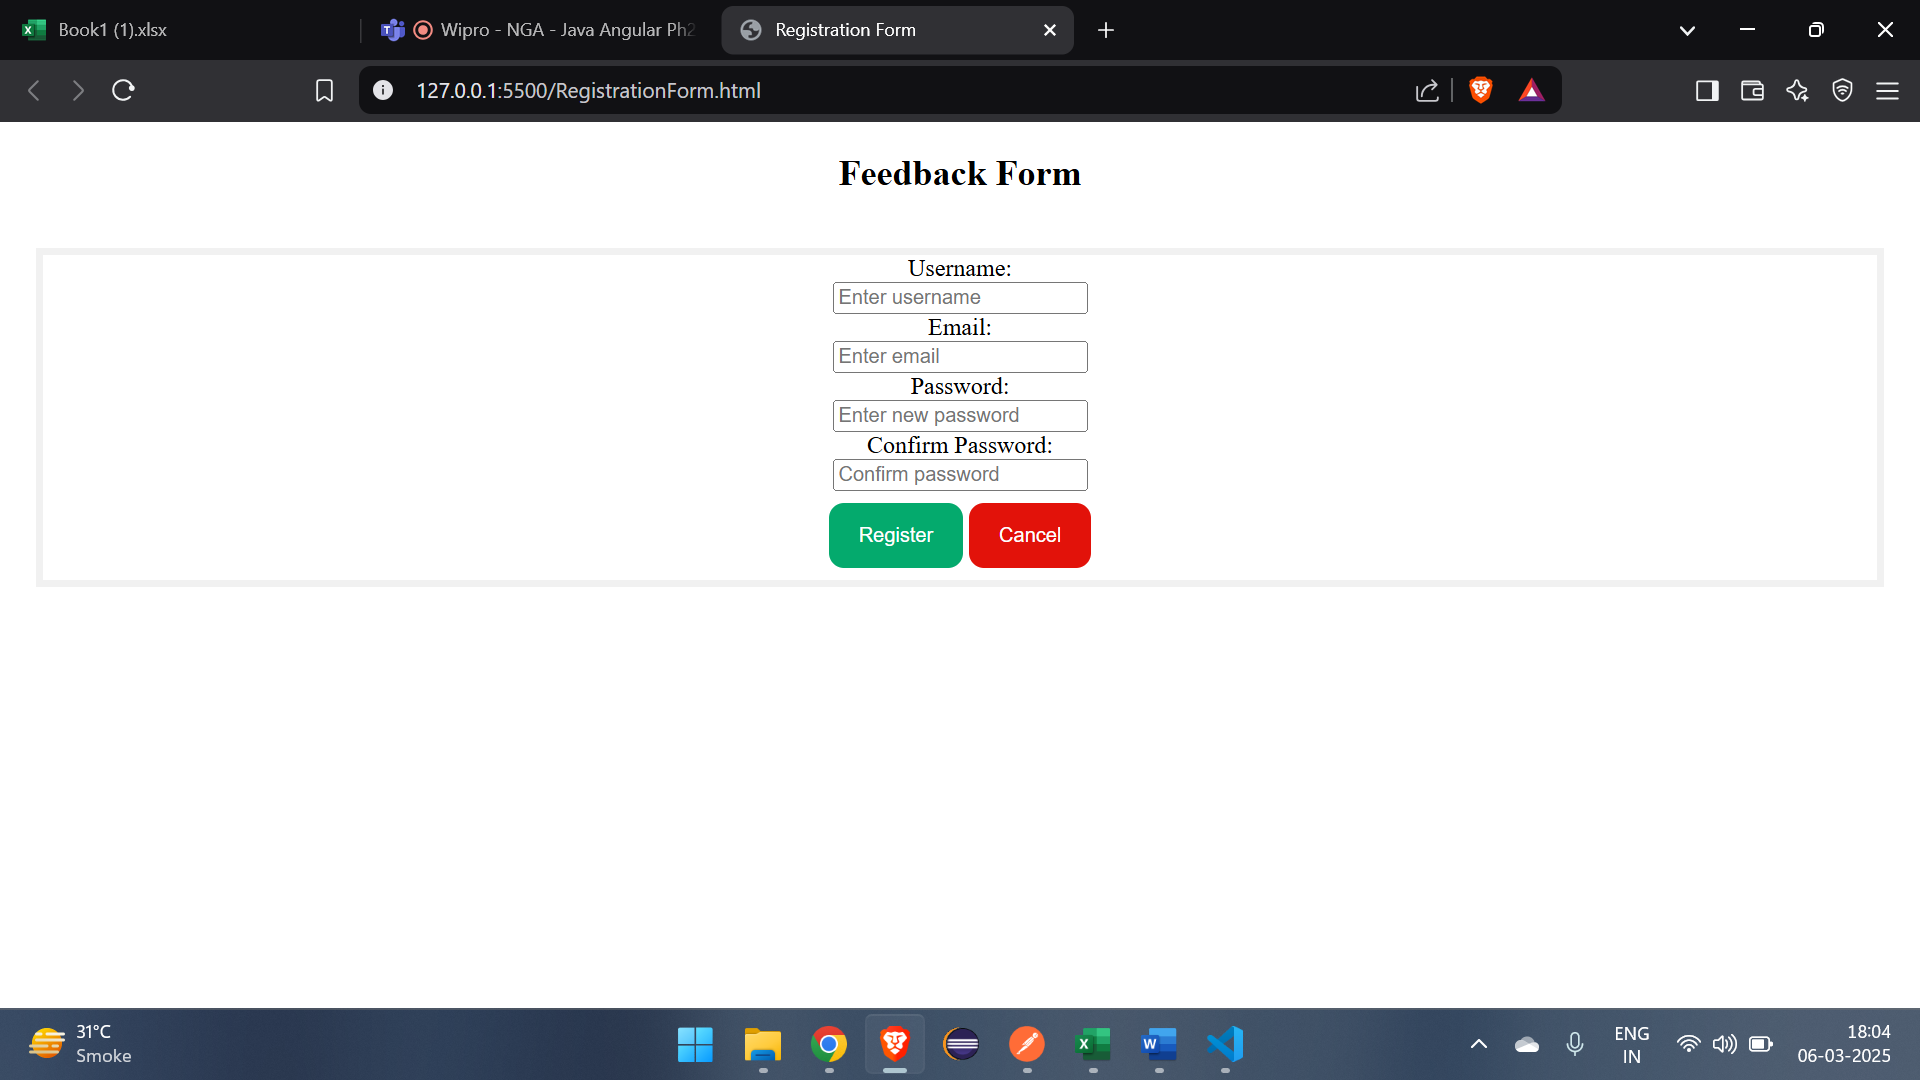 Book1 (1).xlsx
Wipro - NGA - Java Angular Ph2
Registration Form
127.0.0.1:5500/RegistrationForm.html
Feedback Form
Username:
Enter username
Email:
Enter email
Password:
Enter new password
Confirm Password:
Confirm password
Register Cancel
31°C
Smoke
ENG
IN
18:04
06-03-2025